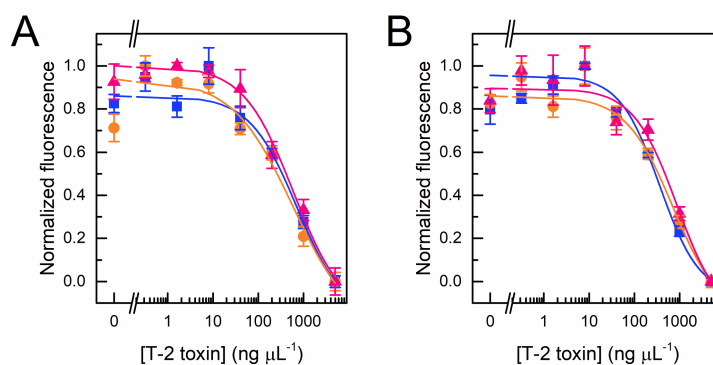 A
Normalized fluorescence
1.0
0.8
0.6
0.4
0.2
0.0
0 1 10 100 1000
[T-2 toxin] (ng μL⁻¹)
B
Normalized fluorescence
1.0
0.8
0.6
0.4
0.2
0.0
0 1 10 100 1000
[T-2 toxin] (ng μL⁻¹)